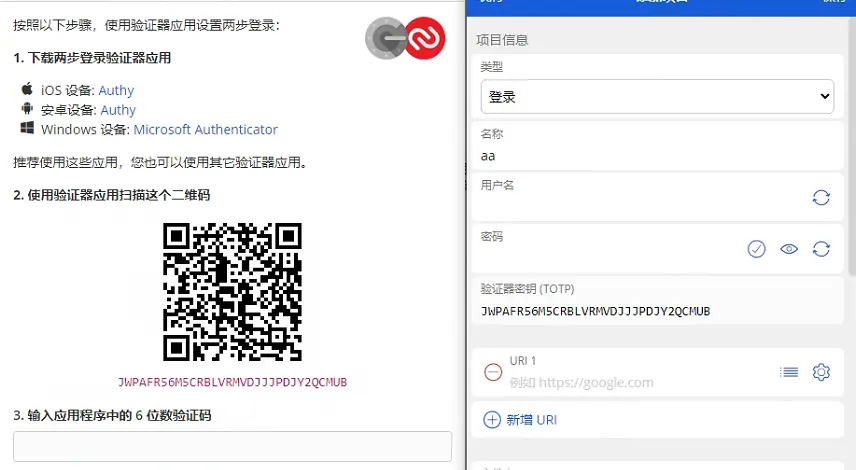 按照以下步骤，使用验证器应用设置两步登录：
1. 下载两步登录验证器应用
iOS 设备: Authy
安卓设备: Authy
Windows 设备: Microsoft Authenticator
推荐使用这些应用，您也可以使用其它验证器应用。
2. 使用验证器应用扫描这个二维码
JWPAFR56M5CRBLVRMVDJJJPDJY2QCMUB
3. 输入应用程序中的 6 位数验证码
项目信息
类型
登录
名称
aa
用户名
密码
验证器密钥 (TOTP)
JWPAFR56M5CRBLVRMVDJJJPDJY2QCMUB
URI 1
例如 https://google.com
新增 URI